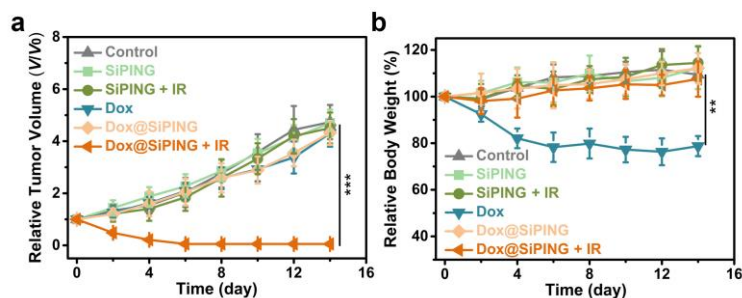 a
Relative Tumor Volume (V/V0)
8
6
4
2
0
Control
SiPING
SiPING + IR
Dox
Dox@SiPING
Dox@SiPING + IR
***
0 4 8 12 16
Time (day)
b
Relative Body Weight (%)
120
100
80
60
40
Control
SiPING
SiPING + IR
Dox
Dox@SiPING
Dox@SiPING + IR
**
0 4 8 12 16
Time (day)